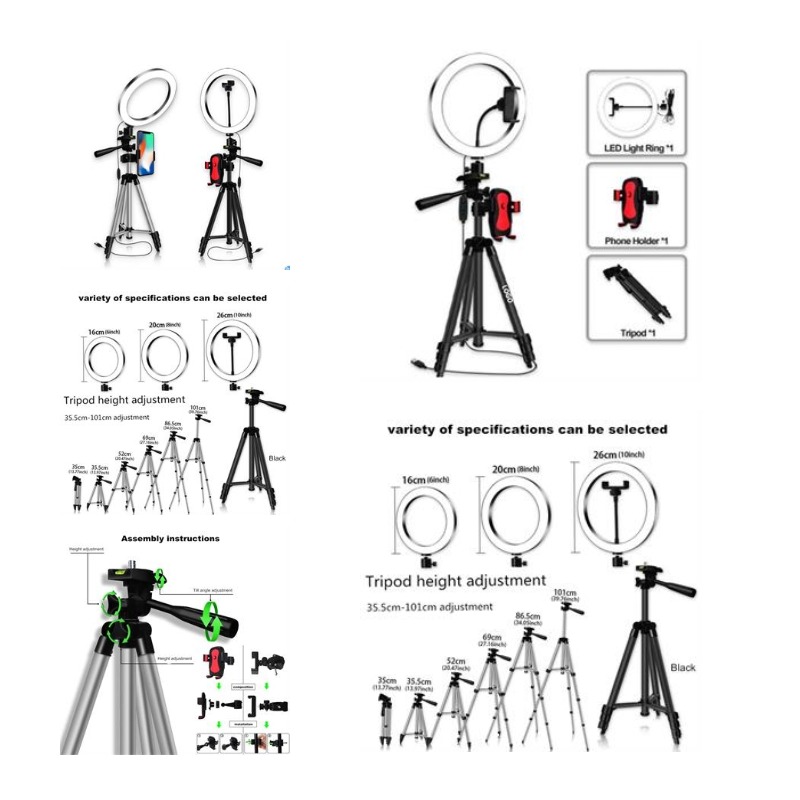 variety of specifications can be selected
16cm(6inch)
20cm(8inch)
26cm(10inch)
Tripod height adjustment
35.5cm-101cm adjustment
35cm
(13.77inch)
35.5cm
(13.97inch)
52cm
(20.47inch)
69cm
(27.16inch)
86.5cm
(34.05inch)
101cm
(39.76inch)
Black
Assembly instructions
Height adjustment
Tilt angle adjustment
Height adjustment
Installation
LOGO
LED Light Ring *1
Phone Holder *1
Tripod *1
variety of specifications can be selected
16cm(6inch)
20cm(8inch)
26cm(10inch)
Tripod height adjustment
35.5cm-101cm adjustment
35cm
(13.77inch)
35.5cm
(13.97inch)
52cm
(20.47inch)
69cm
(27.16inch)
86.5cm
(34.05inch)
101cm
(39.76inch)
Black